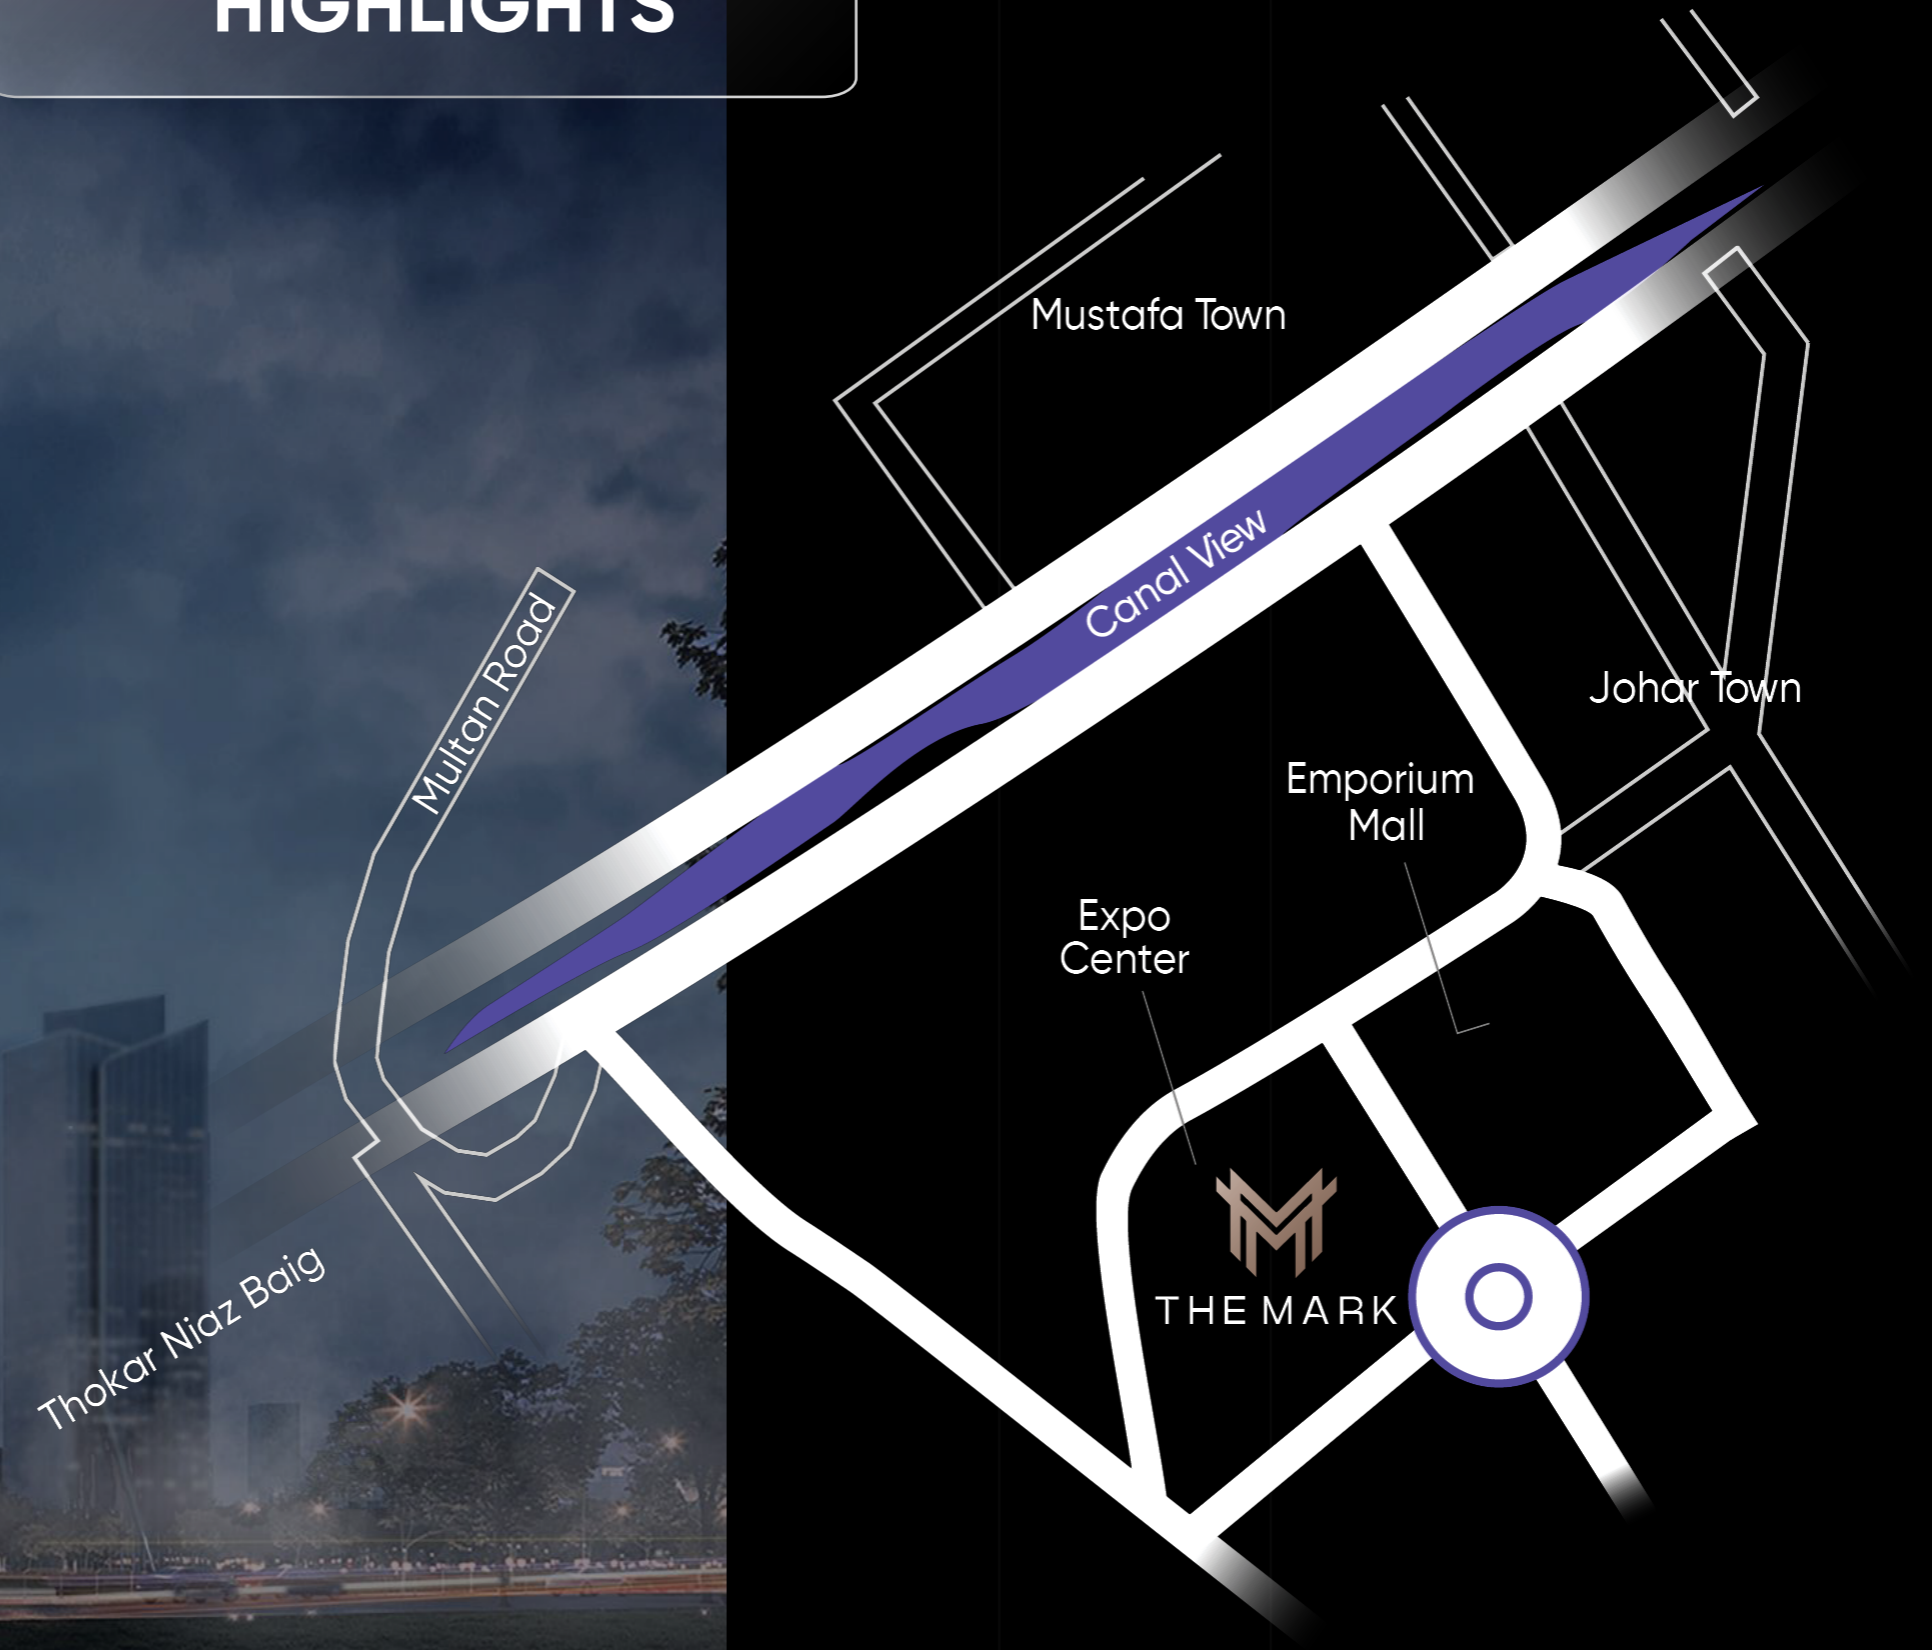 HIGHLIGHTS
Mustafa Town
Canal View
Multan Road
Johar Town
Emporium
Mall
Expo
Center
THE MARK
Thokar Niaz Baig